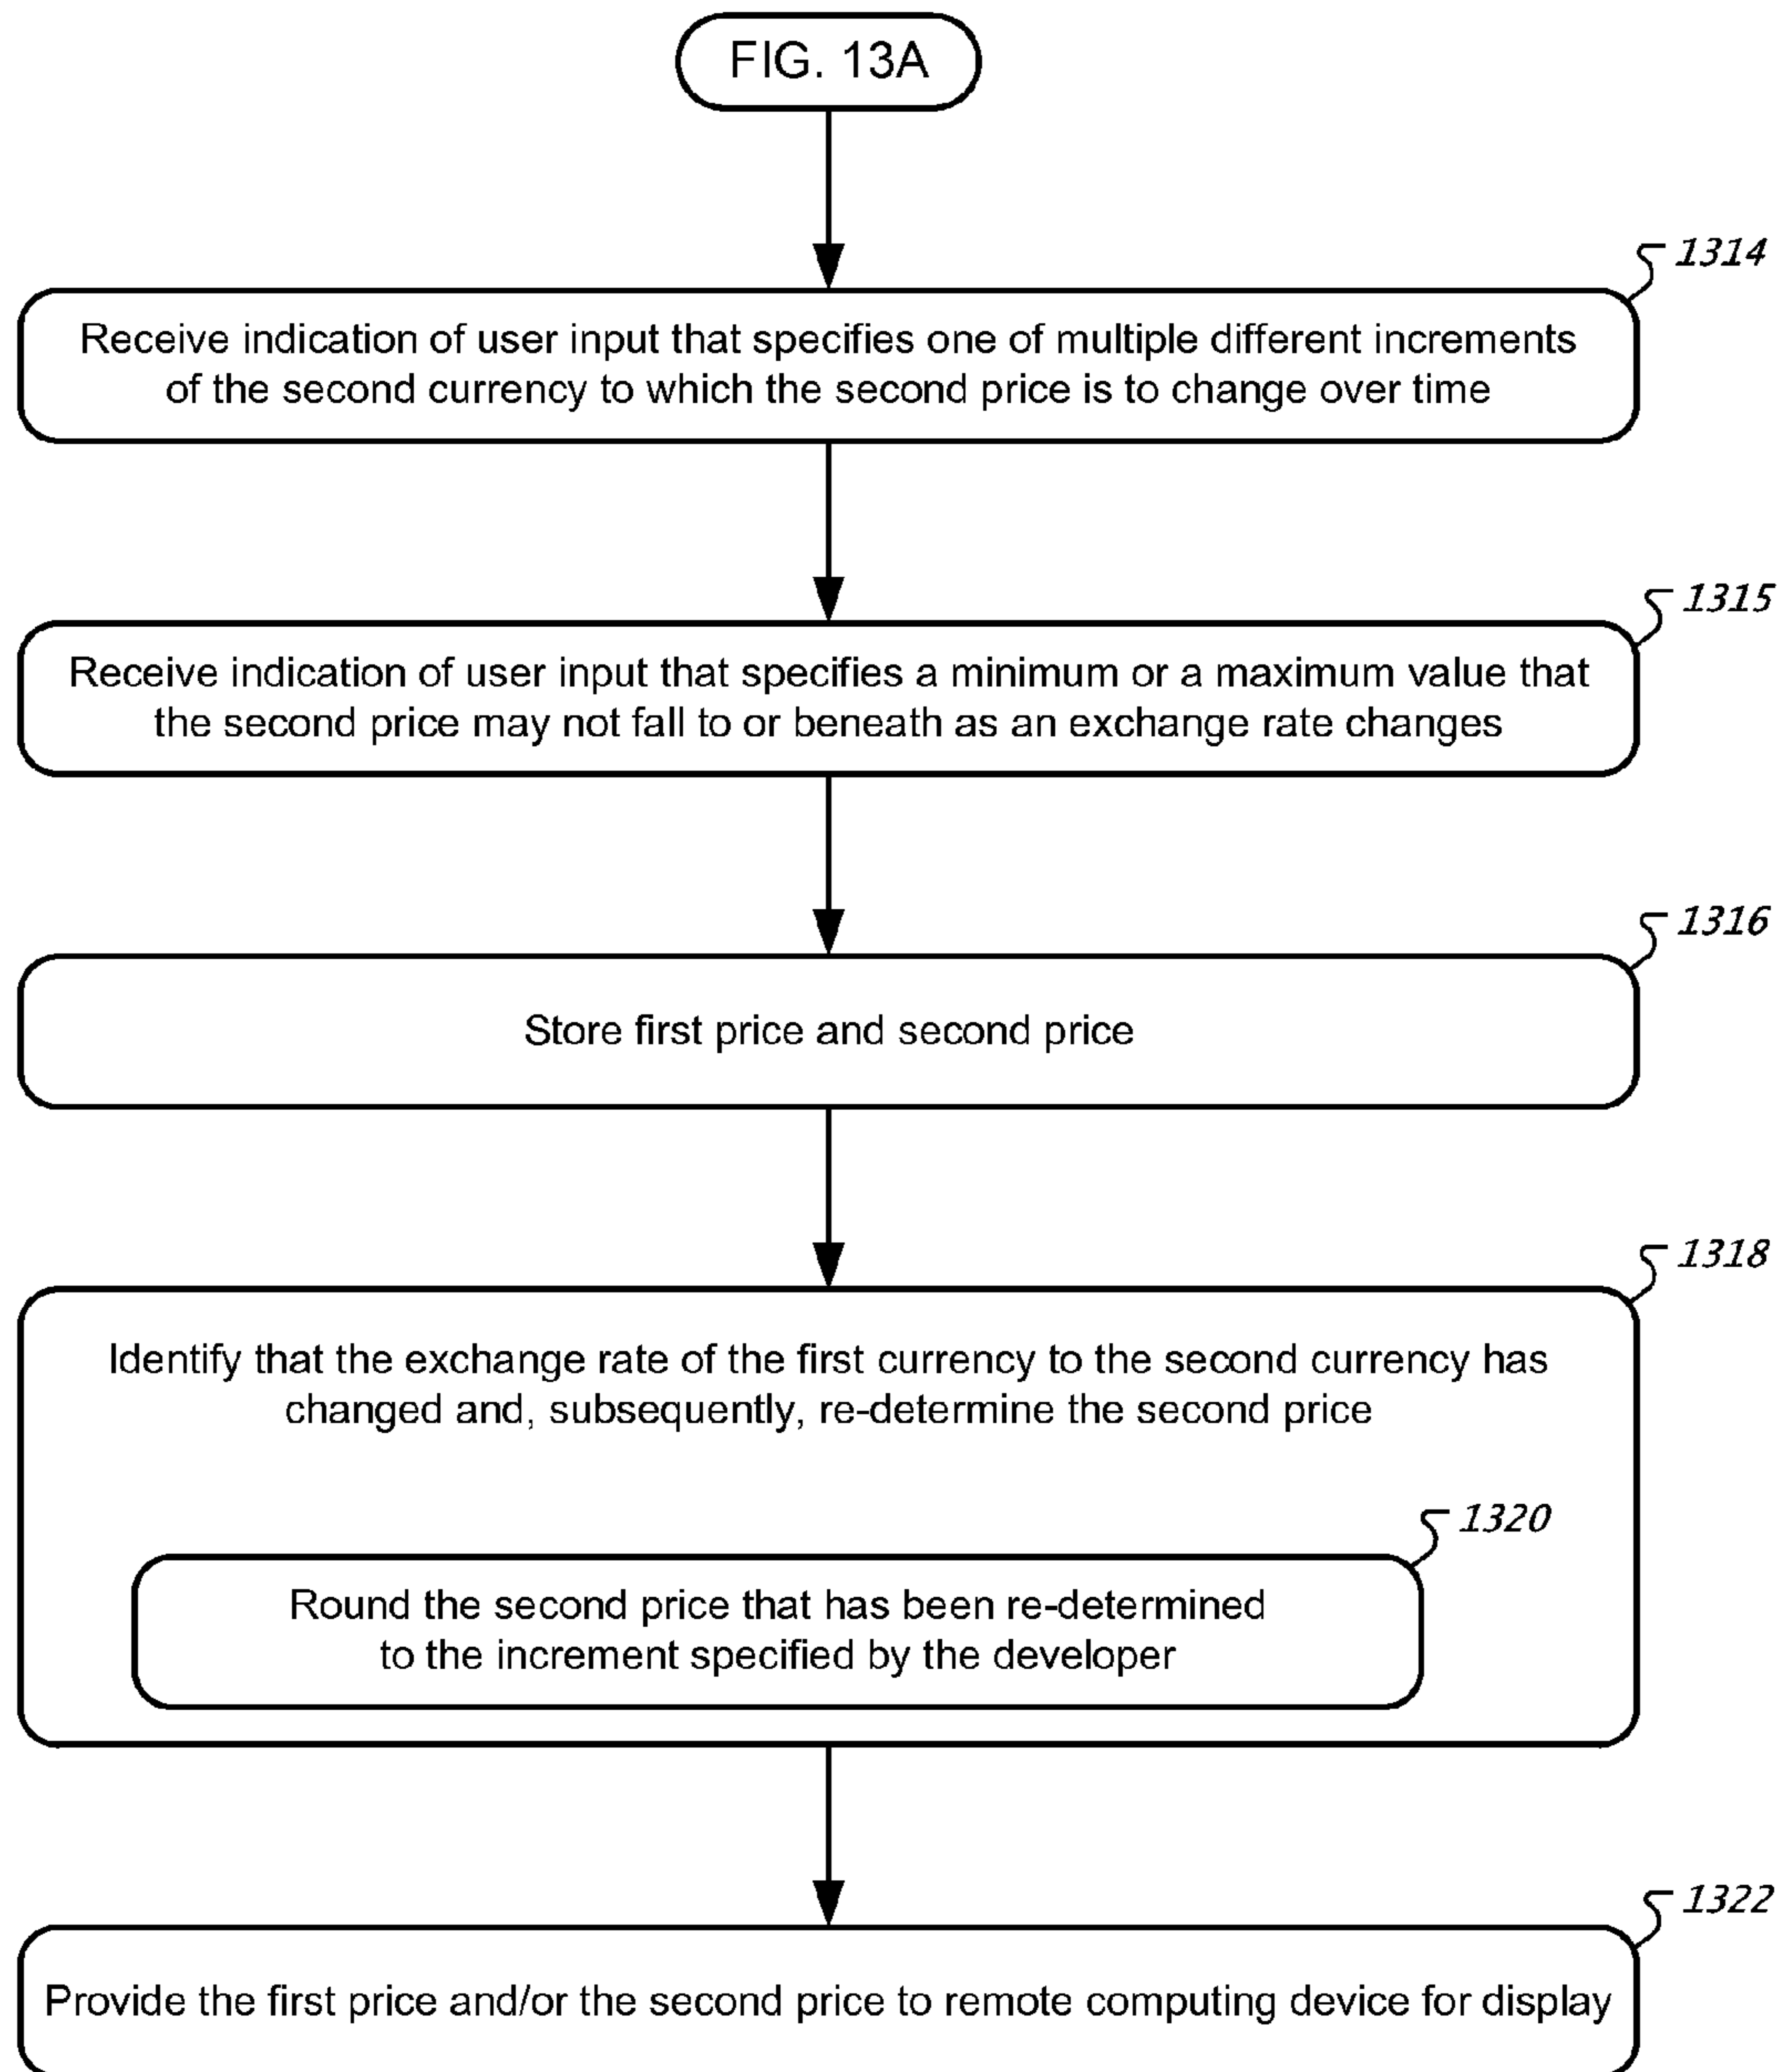 FIG. 13A
1314
Receive indication of user input that specifies one of multiple different increments
of the second currency to which the second price is to change over time
1315
Receive indication of user input that specifies a minimum or a maximum value that
the second price may not fall to or beneath as an exchange rate changes
1316
Store first price and second price
1318
Identify that the exchange rate of the first currency to the second currency has
changed and, subsequently, re-determine the second price
1320
Round the second price that has been re-determined
to the increment specified by the developer
1322
Provide the first price and/or the second price to remote computing device for display